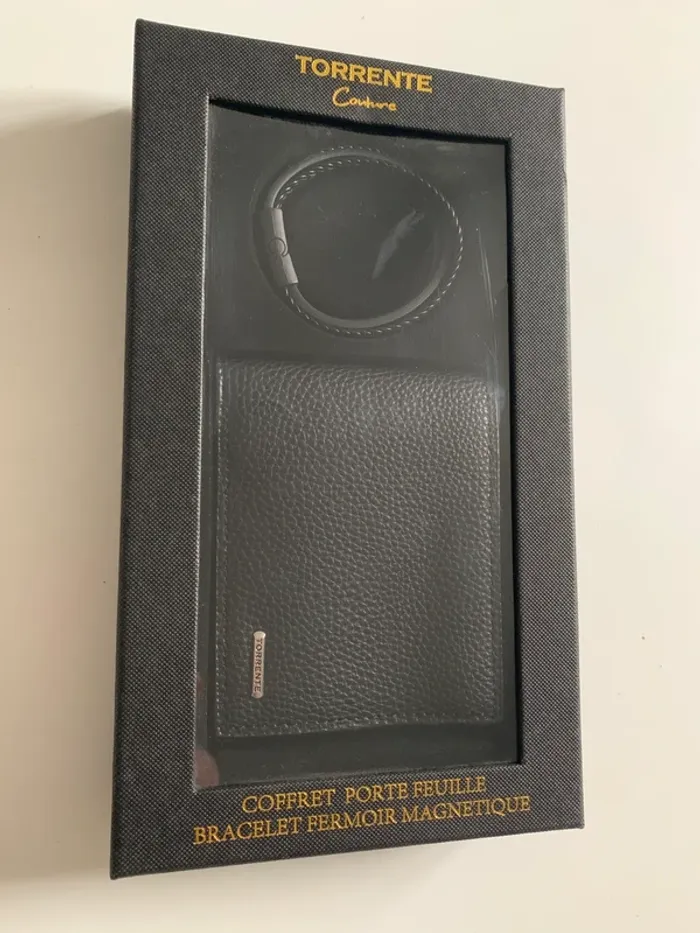 TORRENTE
Couture
TORRENTE
COFFRET PORTE FEUILLE
BRACELET FERMOIR MAGNETIQUE